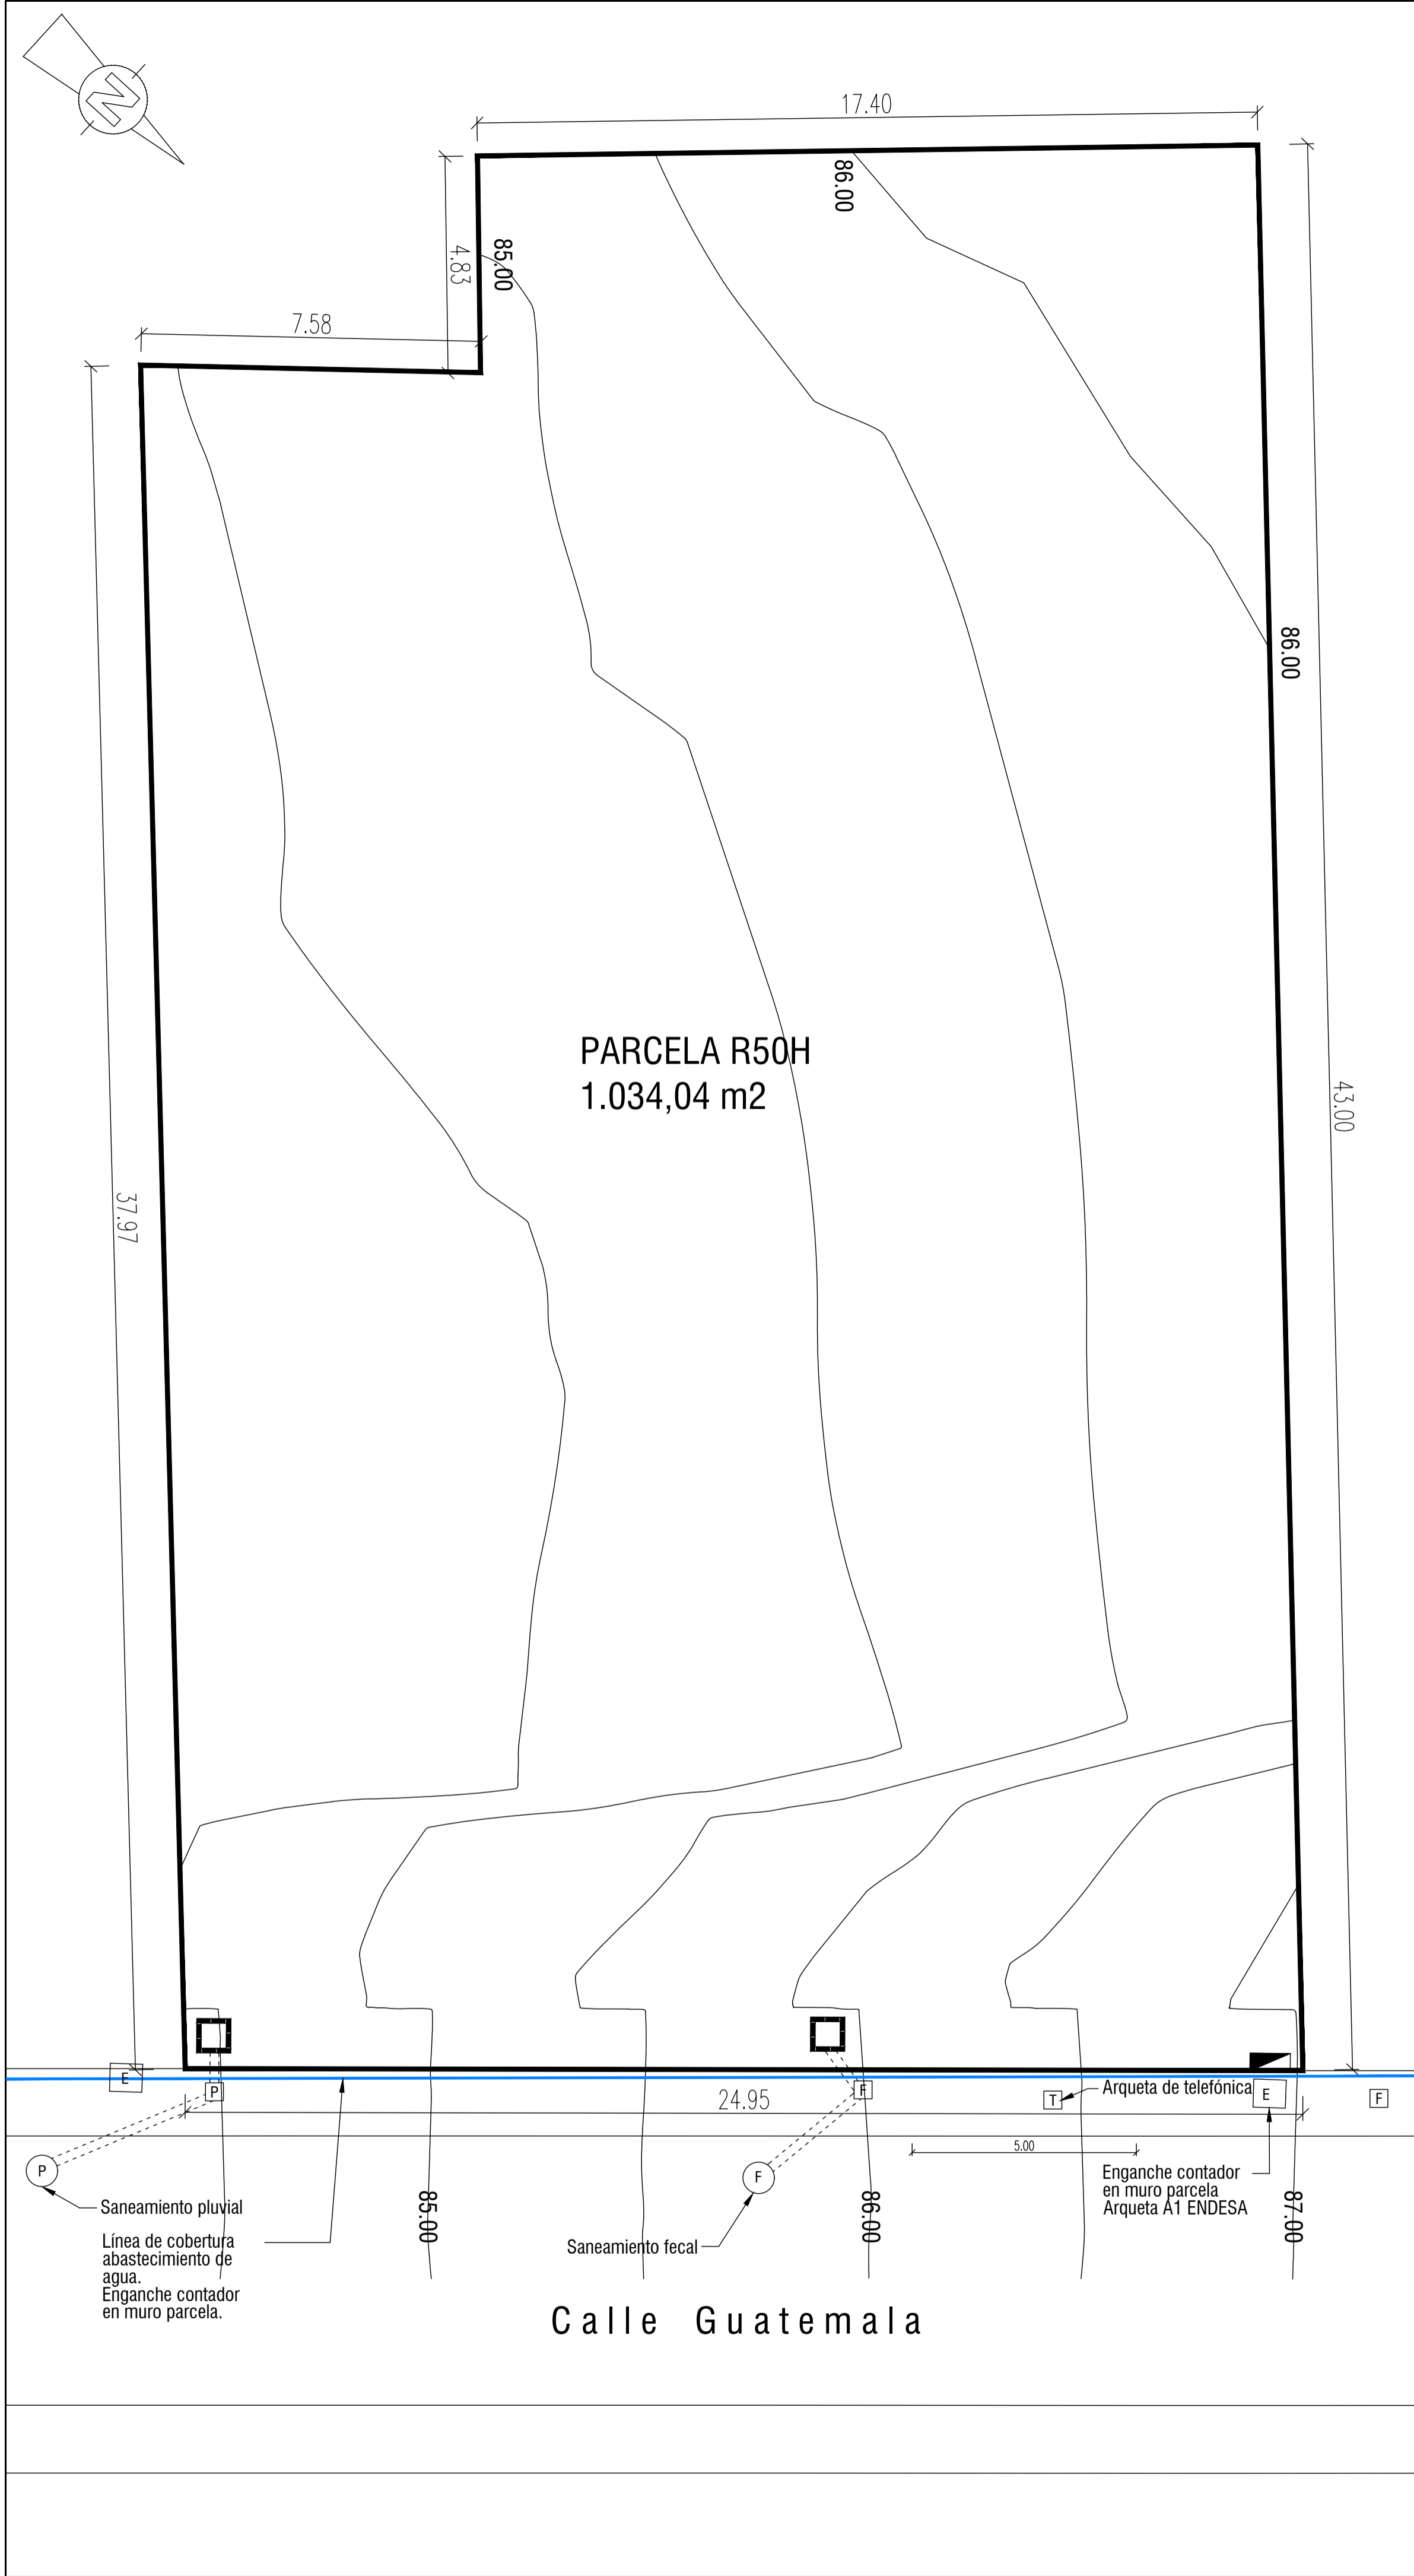 N
17.40
86.00
85.00
4.83
7.58
86.00
PARCELA R50H
1.034,04 m2
43.00
37.97
E
P
24.95
F
T
Arqueta de telefónica
E
F
5.00
P
Saneamiento pluvial
F
Saneamiento fecal
Enganche contador
en muro parcela
Arqueta A1 ENDESA
85.00
86.00
87.00
Línea de cobertura
abastecimiento de
agua.
Enganche contador
en muro parcela.
Calle Guatemala